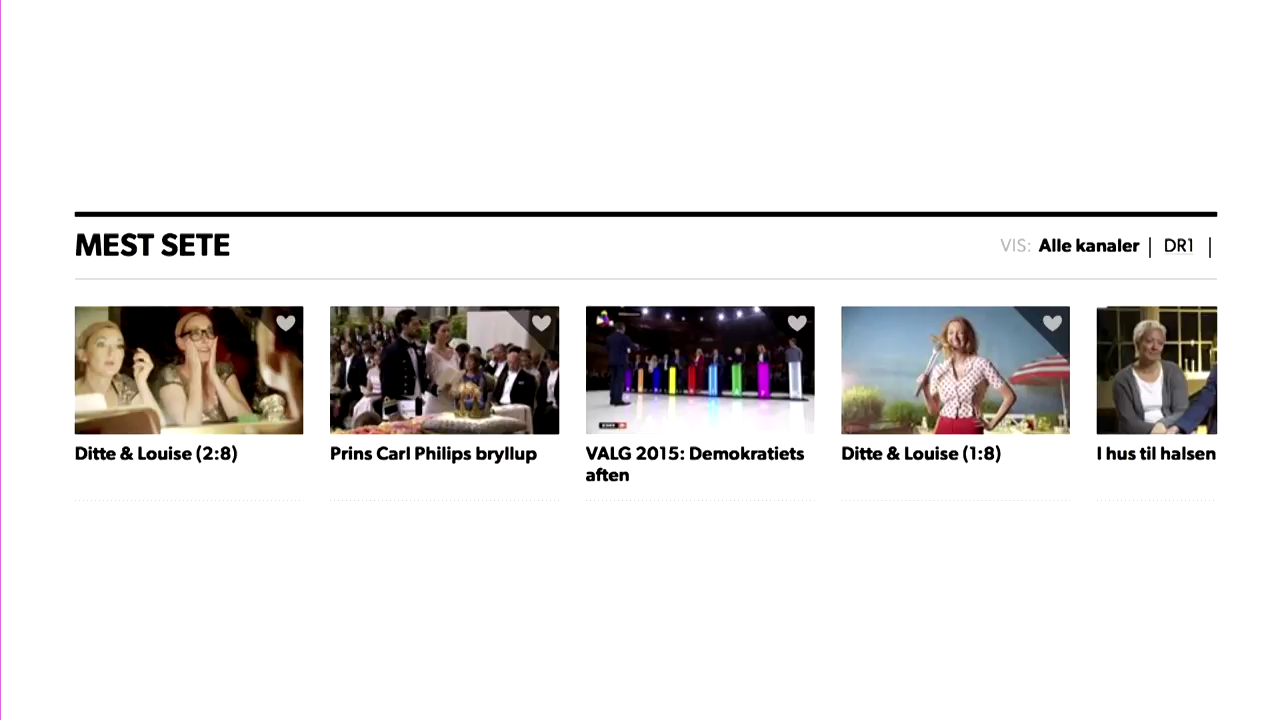 MEST SETE
VIS: Alle kanaler | DR1 |
Ditte & Louise (2:8)
Prins Carl Philips bryllup
VALG 2015: Demokratiets
aften
Ditte & Louise (1:8)
I hus til halsen